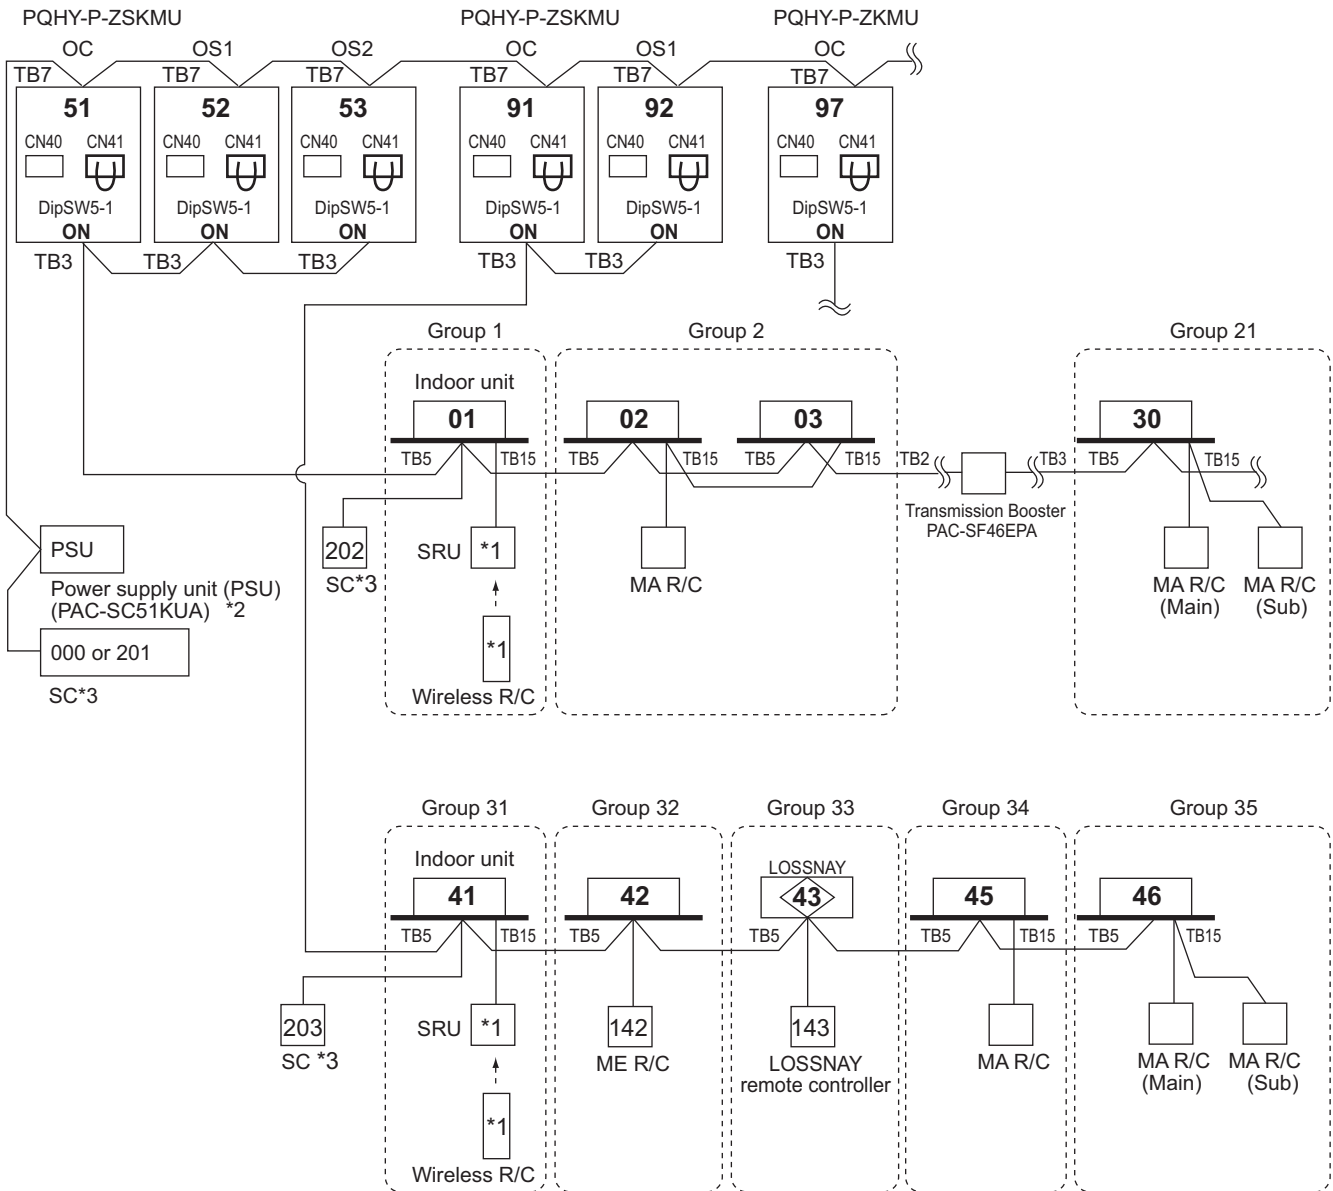 PQHY-P-ZSKMU PQHY-P-ZSKMU PQHY-P-ZKMU
OC OS1 OS2 OC OS1 OC
TB7 TB7 TB7 TB7 TB7 TB7
51 52 53 91 92 97
CN40 CN41 CN40 CN41 CN40 CN41 CN40 CN41 CN40 CN41 CN40 CN41
DipSW5-1 DipSW5-1 DipSW5-1 DipSW5-1 DipSW5-1 DipSW5-1
ON ON ON ON ON ON
TB3 TB3 TB3 TB3 TB3 TB3
Group 1 Group 2 Group 21
Indoor unit
01 02 03 30
TB5 TB15 TB5 TB15 TB5 TB15 TB2 TB3 TB5 TB15
Transmission Booster
PAC-SF46EPA
202 SRU *1
SC*3 MA R/C MA R/C MA R/C
(Main) (Sub)
PSU
Power supply unit (PSU)
(PAC-SC51KUA) *2
000 or 201
SC*3
*1
Wireless R/C
Group 31 Group 32 Group 33 Group 34 Group 35
Indoor unit LOSSNAY
41 42 43 45 46
TB5 TB15 TB5 TB5 TB5 TB15 TB5 TB15
203 SRU *1 142 143
SC *3 ME R/C LOSSNAY MA R/C MA R/C MA R/C
remote controller (Main) (Sub)
*1
Wireless R/C